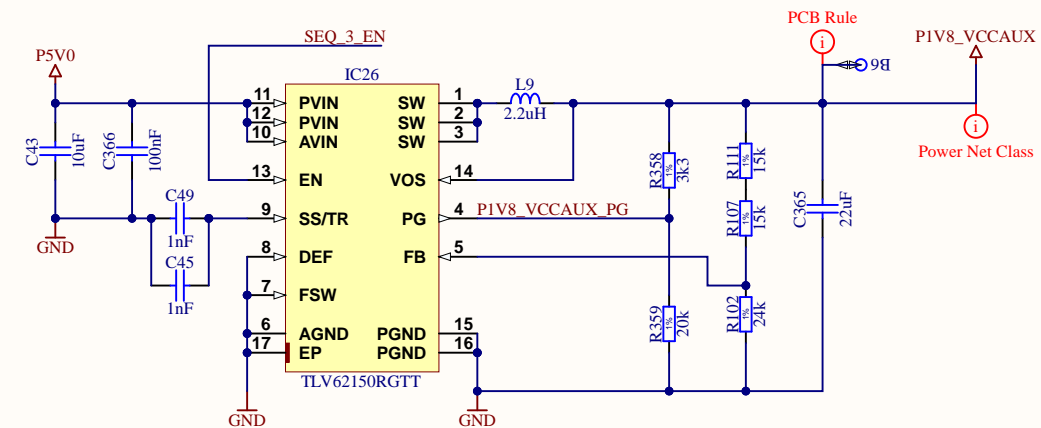 PCB Rule
i
SEQ_3_EN
P5V0
P1V8_VCCAUX
B6
IC26
L9
2.2uH
11 PVIN SW 1
12 PVIN SW 2
10 AVIN SW 3
13 EN VOS 14
9 SS/TR PG 4
8 DEF FB 5
7 FSW
6 AGND PGND 15
17 EP PGND 16
TLV62150RGTT
C43
10uF
C366
100nF
C49
1nF
C45
1nF
GND
GND
GND
P1V8_VCCAUX_PG
R358
1%
3k3
R359
1%
20k
R111
1%
15k
R107
1%
15k
R102
1%
24k
C365
22uF
i
Power Net Class